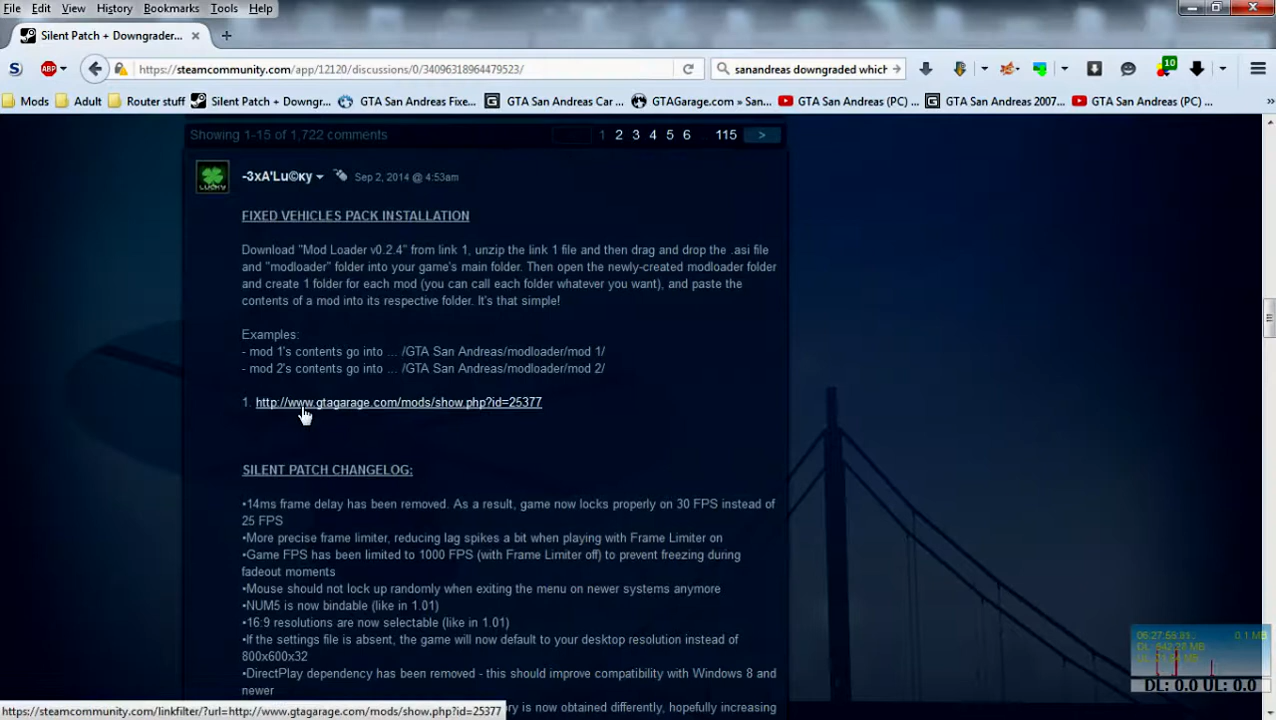 File Edit View History Bookmarks Tools Help
Silent Patch + Downgrader...
https://steamcommunity.com/app/12120/discussions/0/34096318964479523/
sanandreas downgraded which
10
Mods Adult Router stuff Silent Patch + Downgr... GTA San Andreas Fixe... GTA San Andreas Car ... GTAGarage.com » San... GTA San Andreas (PC) ... GTA San Andreas 2007... GTA San Andreas (PC) ...
Showing 1-15 of 1,722 comments
1 2 3 4 5 6 ... 115 >
-3xA'Lu©ĸy Sep 2, 2014 @ 4:53am
FIXED VEHICLES PACK INSTALLATION
Download "Mod Loader v0.2.4" from link 1, unzip the link 1 file and then drag and drop the .asi file
and "modloader" folder into your game's main folder. Then open the newly-created modloader folder
and create 1 folder for each mod (you can call each folder whatever you want), and paste the
contents of a mod into its respective folder. It's that simple!
Examples:
- mod 1's contents go into ... /GTA San Andreas/modloader/mod 1/
- mod 2's contents go into ... /GTA San Andreas/modloader/mod 2/
1. http://www.gtagarage.com/mods/show.php?id=25377
SILENT PATCH CHANGELOG:
•14ms frame delay has been removed. As a result, game now locks properly on 30 FPS instead of
25 FPS
•More precise frame limiter, reducing lag spikes a bit when playing with Frame Limiter on
•Game FPS has been limited to 1000 FPS (with Frame Limiter off) to prevent freezing during
fadeout moments
•Mouse should not lock up randomly when exiting the menu on newer systems anymore
•NUM5 is now bindable (like in 1.01)
•16:9 resolutions are now selectable (like in 1.01)
•If the settings file is absent, the game will now default to your desktop resolution instead of
800x600x32
•DirectPlay dependency has been removed - this should improve compatibility with Windows 8 and
newer
ry is now obtained differently, hopefully increasing
https://steamcommunity.com/linkfilter/?url=http://www.gtagarage.com/mods/show.php?id=25377
0.1 MB
DL: 0.0 UL: 0.0